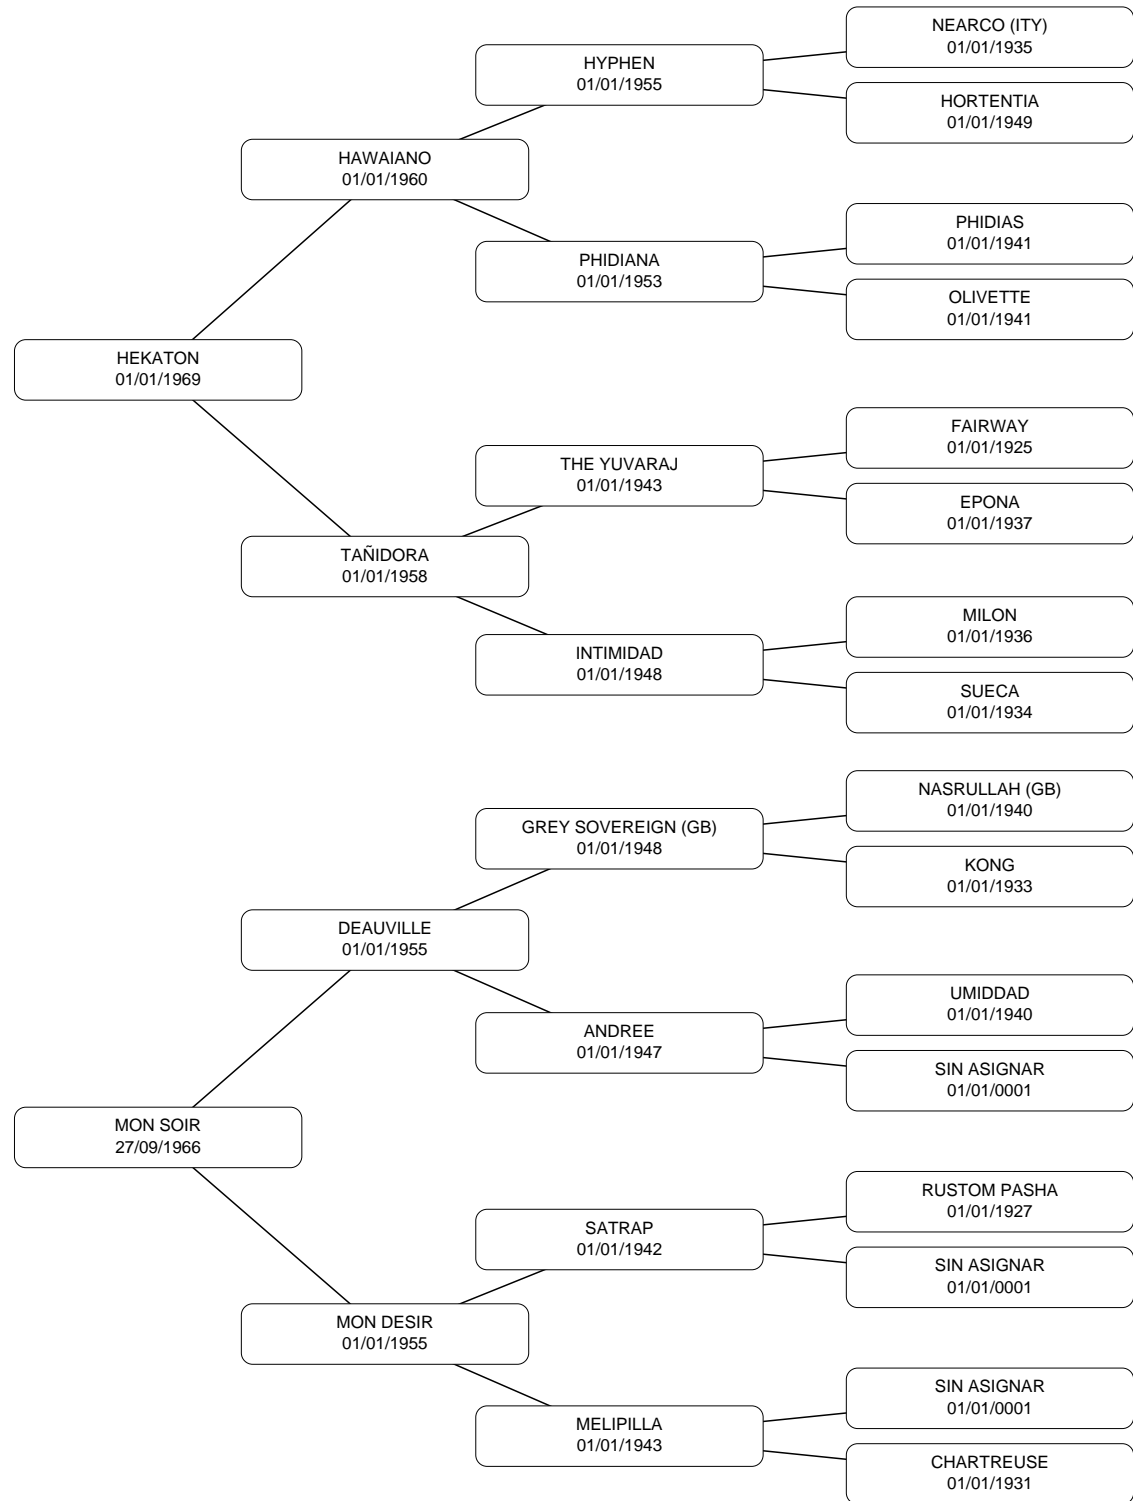 NEARCO (ITY)
01/01/1935
HYPHEN
01/01/1955
HORTENTIA
01/01/1949
HAWAIANO
01/01/1960
PHIDIAS
01/01/1941
PHIDIANA
01/01/1953
OLIVETTE
01/01/1941
HEKATON
01/01/1969
FAIRWAY
01/01/1925
THE YUVARAJ
01/01/1943
EPONA
01/01/1937
TAÑIDORA
01/01/1958
MILON
01/01/1936
INTIMIDAD
01/01/1948
SUECA
01/01/1934
NASRULLAH (GB)
01/01/1940
GREY SOVEREIGN (GB)
01/01/1948
KONG
01/01/1933
DEAUVILLE
01/01/1955
UMIDDAD
01/01/1940
ANDREE
01/01/1947
SIN ASIGNAR
01/01/0001
MON SOIR
27/09/1966
RUSTOM PASHA
01/01/1927
SATRAP
01/01/1942
SIN ASIGNAR
01/01/0001
MON DESIR
01/01/1955
SIN ASIGNAR
01/01/0001
MELIPILLA
01/01/1943
CHARTREUSE
01/01/1931